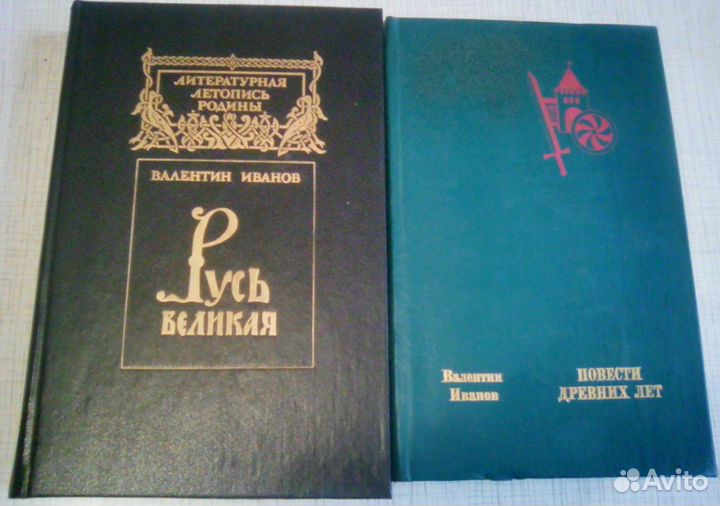 ЛИТЕРАТУРНАЯ
ЛЕТОПИСЬ
РОДИНЫ
ВАЛЕНТИН ИВАНОВ
РУСЬ
ВЕЛИКАЯ
Валентин
Иванов
ПОВЕСТИ
ДРЕВНИХ ЛЕТ
Avito